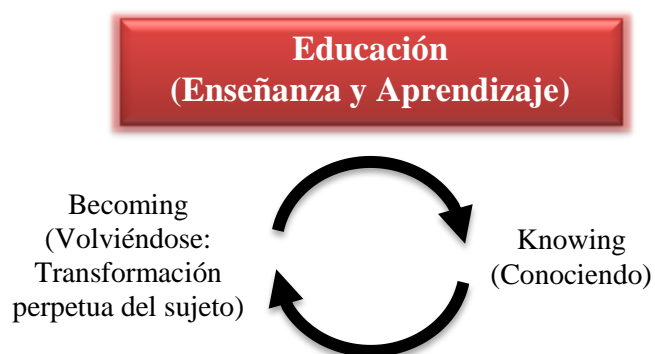 Educación
(Enseñanza y Aprendizaje)
Becoming
(Volviéndose:
Transformación
perpetua del sujeto)
Knowing
(Conociendo)